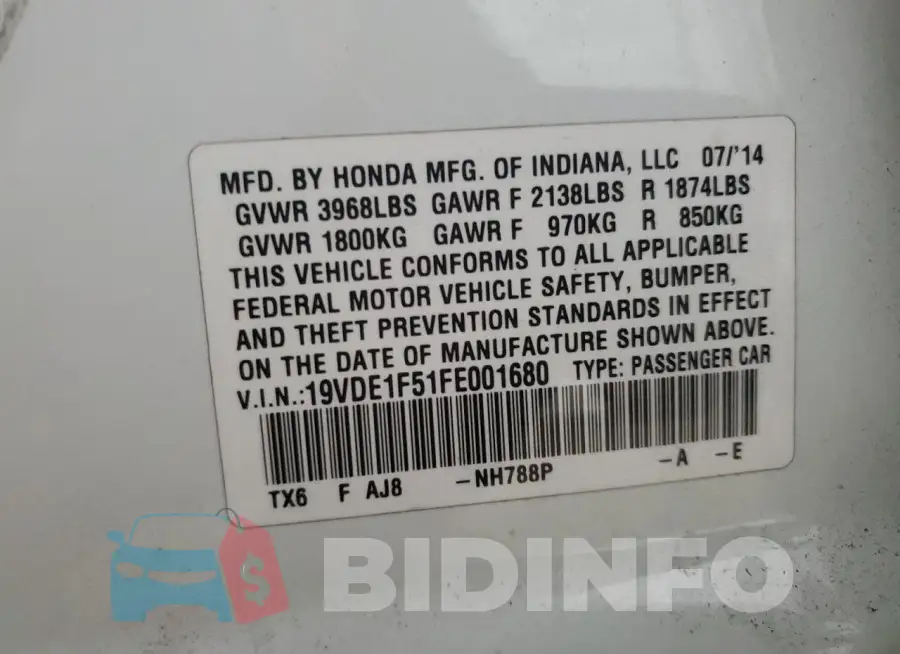 MFD. BY HONDA MFG. OF INDIANA, LLC 07/'14
GVWR 3968LBS GAWR F 2138LBS R 1874LBS
GVWR 1800KG GAWR F 970KG R 850KG
THIS VEHICLE CONFORMS TO ALL APPLICABLE
FEDERAL MOTOR VEHICLE SAFETY, BUMPER,
AND THEFT PREVENTION STANDARDS IN EFFECT
ON THE DATE OF MANUFACTURE SHOWN ABOVE.
V.I.N.:19VDE1F51FE001680 TYPE: PASSENGER CAR
TX6 F AJ8 -NH788P -A -E
$ BIDINFO